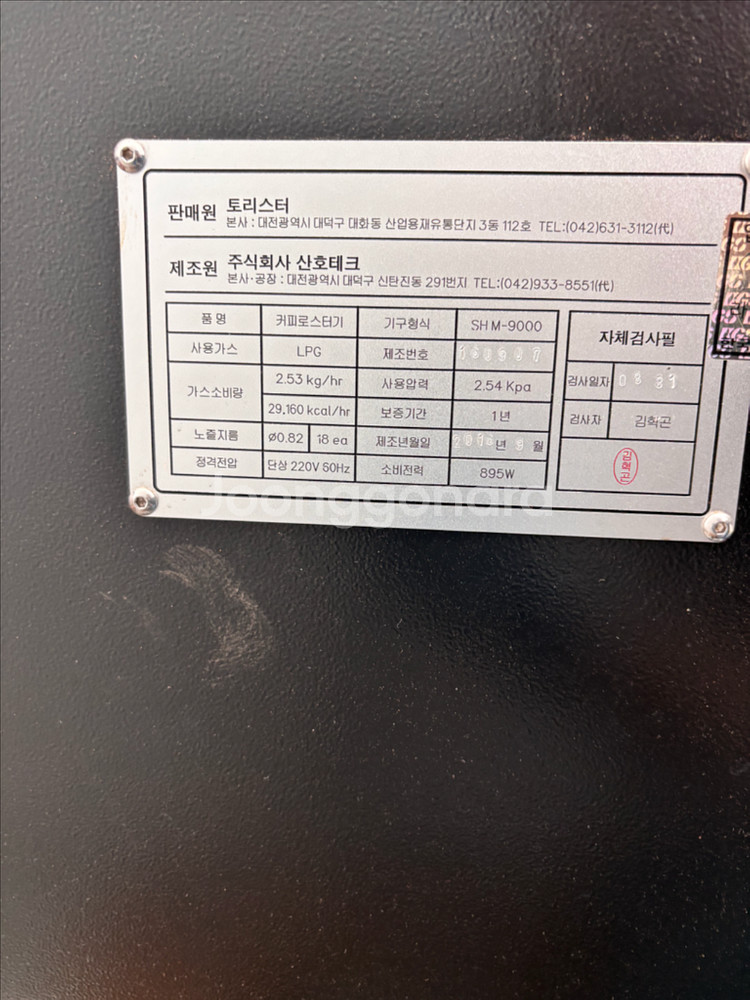 판매원 토리스터
본사 : 대전광역시 대덕구 대화동 산업용재유통단지 3동 112호 TEL:(042)631-3112(代)
제조원 주식회사 산호테크
본사·공장 : 대전광역시 대덕구 신탄진동 291번지 TEL:(042)933-8551(代)
품 명 커피로스터기 기구형식 SH M-9000
사용가스 LPG 제조번호
가스소비량 2.53 kg/hr 사용압력 2.54 Kpa
29,160 kcal/hr 보증기간 1 년
노즐지름 ø0.82 18 ea 제조년월일 년 9 월
정격전압 단상 220V 60Hz 소비전력 895W
자체검사필
검사일자
검사자 김혁곤
김혁곤
Joonggonara